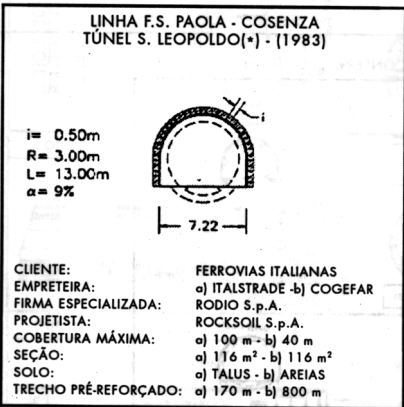 LINHA F.S. PAOLA - COSENZA
TÚNEL S. LEOPOLDO(*) - (1983)
i
i= 0.50m
R= 3.00m
L= 13.00m
α= 9%
7.22
CLIENTE: FERROVIAS ITALIANAS
EMPRETEIRA: a) ITALSTRADE -b) COGEFAR
FIRMA ESPECIALIZADA: RODIO S.p.A.
PROJETISTA: ROCKSOIL S.p.A.
COBERTURA MÁXIMA: a) 100 m - b) 40 m
SEÇÃO: a) 116 m² - b) 116 m²
SOLO: a) TALUS - b) AREIAS
TRECHO PRÉ-REFORÇADO: a) 170 m - b) 800 m